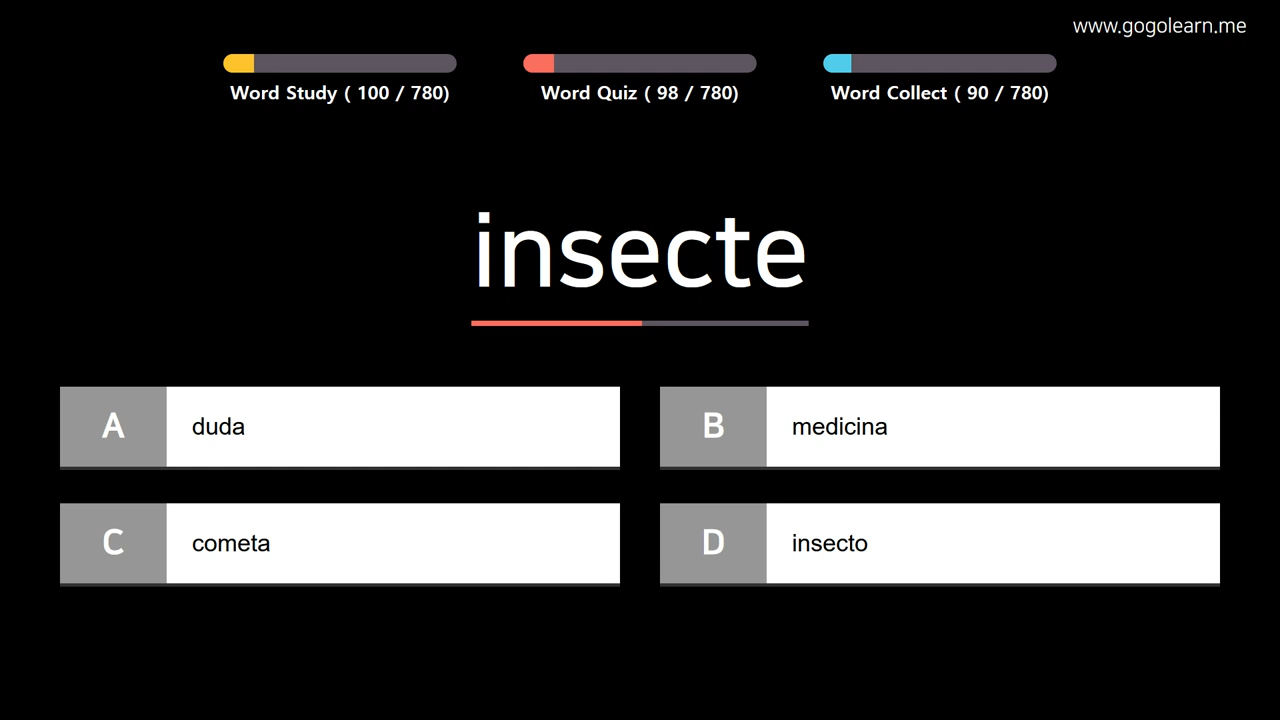 www.gogolearn.me
Word Study ( 100 / 780)
Word Quiz ( 98 / 780)
Word Collect ( 90 / 780)
insecte
A
duda
B
medicina
C
cometa
D
insecto